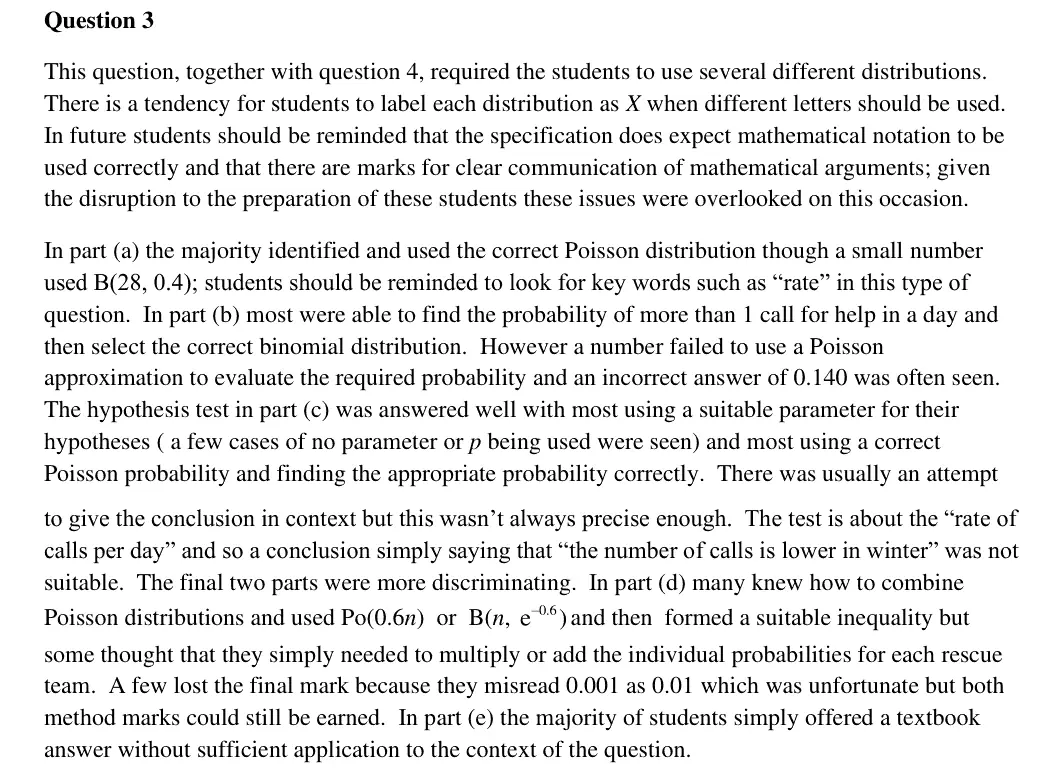 Question 3
This question, together with question 4, required the students to use several different distributions.
There is a tendency for students to label each distribution as X when different letters should be used.
In future students should be reminded that the specification does expect mathematical notation to be
used correctly and that there are marks for clear communication of mathematical arguments; given
the disruption to the preparation of these students these issues were overlooked on this occasion.
In part (a) the majority identified and used the correct Poisson distribution though a small number
used B(28, 0.4); students should be reminded to look for key words such as “rate” in this type of
question.  In part (b) most were able to find the probability of more than 1 call for help in a day and
then select the correct binomial distribution.  However a number failed to use a Poisson
approximation to evaluate the required probability and an incorrect answer of 0.140 was often seen.
The hypothesis test in part (c) was answered well with most using a suitable parameter for their
hypotheses ( a few cases of no parameter or p being used were seen) and most using a correct
Poisson probability and finding the appropriate probability correctly.  There was usually an attempt
to give the conclusion in context but this wasn’t always precise enough.  The test is about the “rate of
calls per day” and so a conclusion simply saying that “the number of calls is lower in winter” was not
suitable.  The final two parts were more discriminating.  In part (d) many knew how to combine
Poisson distributions and used Po(0.6n)  or  B(n, e⁻⁰·⁶) and then  formed a suitable inequality but
some thought that they simply needed to multiply or add the individual probabilities for each rescue
team.  A few lost the final mark because they misread 0.001 as 0.01 which was unfortunate but both
method marks could still be earned.  In part (e) the majority of students simply offered a textbook
answer without sufficient application to the context of the question.